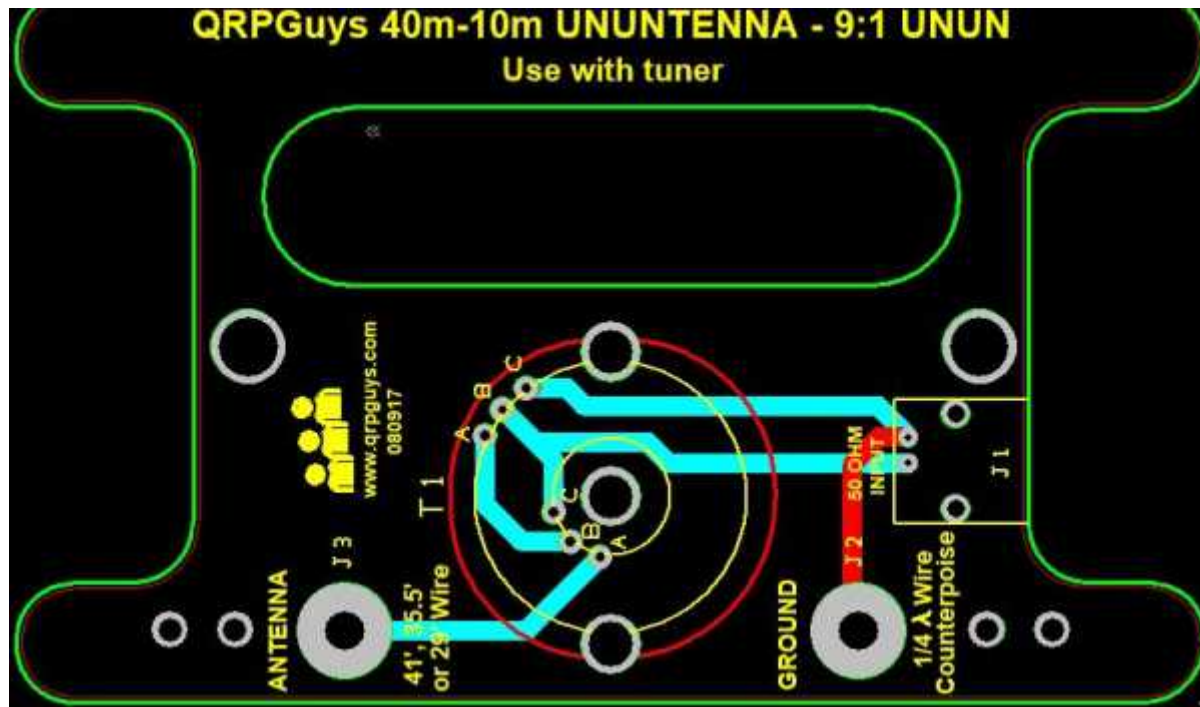 QRPGuys 40m-10m UNUNTENNA - 9:1 UNUN
Use with tuner
www.qrpguys.com
080917
T 1
C
B
A
C
B
A
50 OHM
INPUT
J 1
J 3
J 2
ANTENNA
41', 35.5'
or 29' Wire
GROUND
1/4 λ Wire
Counterpoise